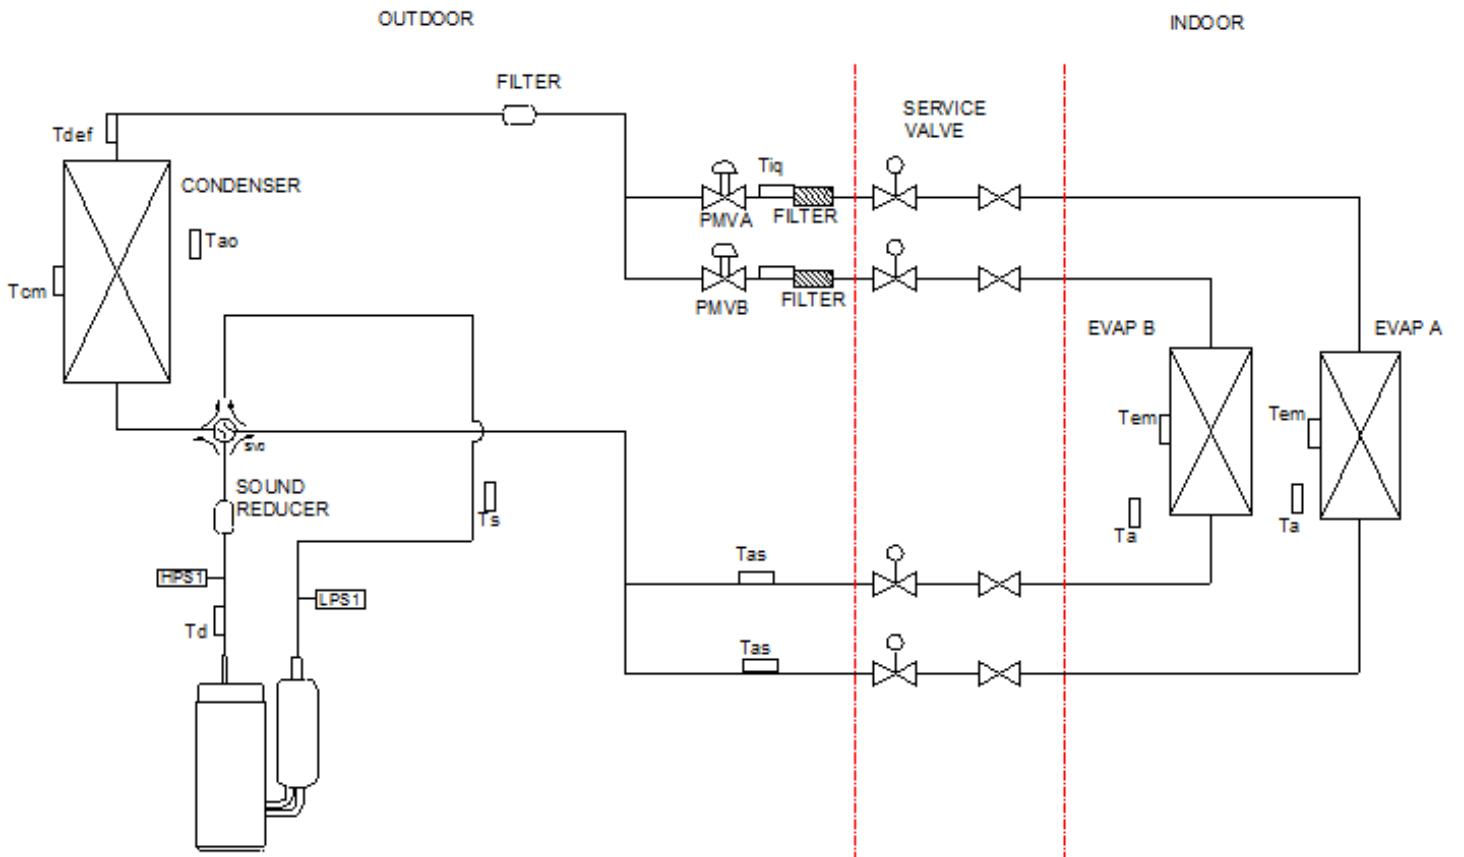 OUTDOOR
INDOOR
FILTER
SERVICE
VALVE
Tdef
Tiq
CONDENSER
PMVA
FILTER
Tao
Tcm
PMVB
FILTER
EVAP B
EVAP A
Tem
Tem
svo
SOUND
REDUCER
Ts
Ta
Ta
Tas
HPS1
LPS1
Td
Tas